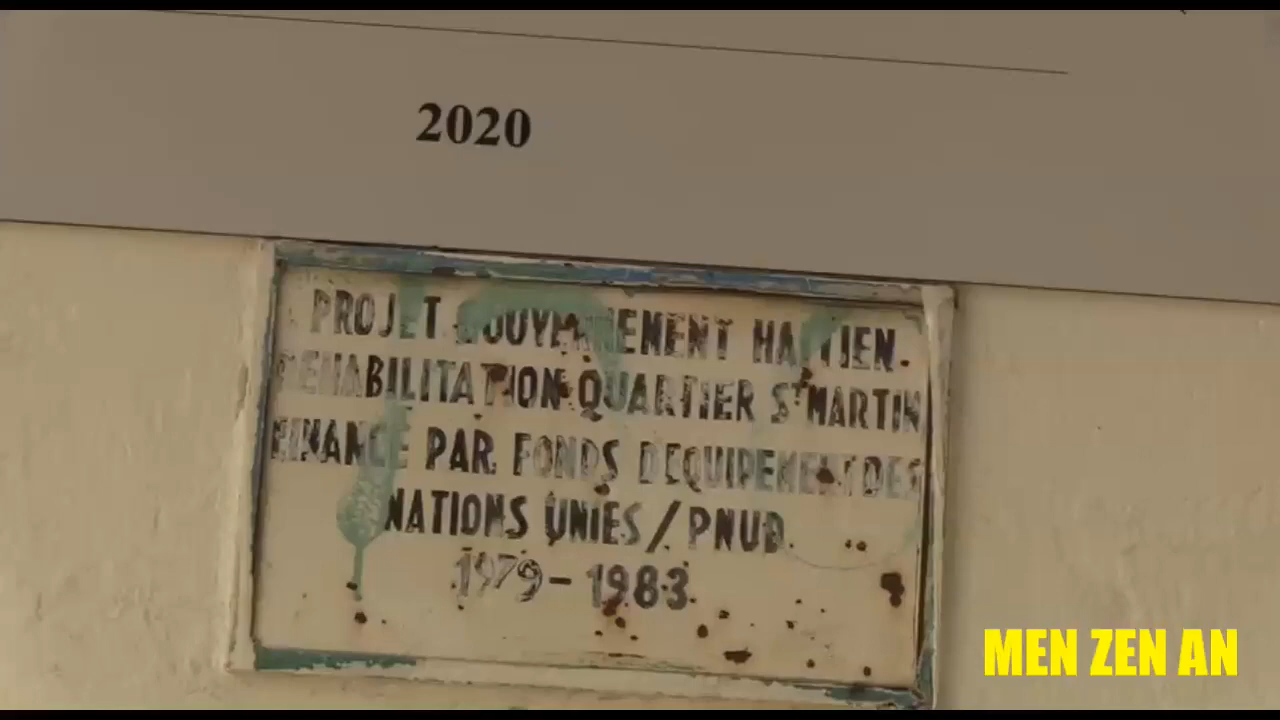 2020
PROJET GOUVERNEMENT HAITIEN.
REHABILITATION QUARTIER ST MARTIN
FINANCE PAR FONDS D'EQUIPEMENT DES
NATIONS UNIES / PNUD.
1979 - 1983.
MEN ZEN AN